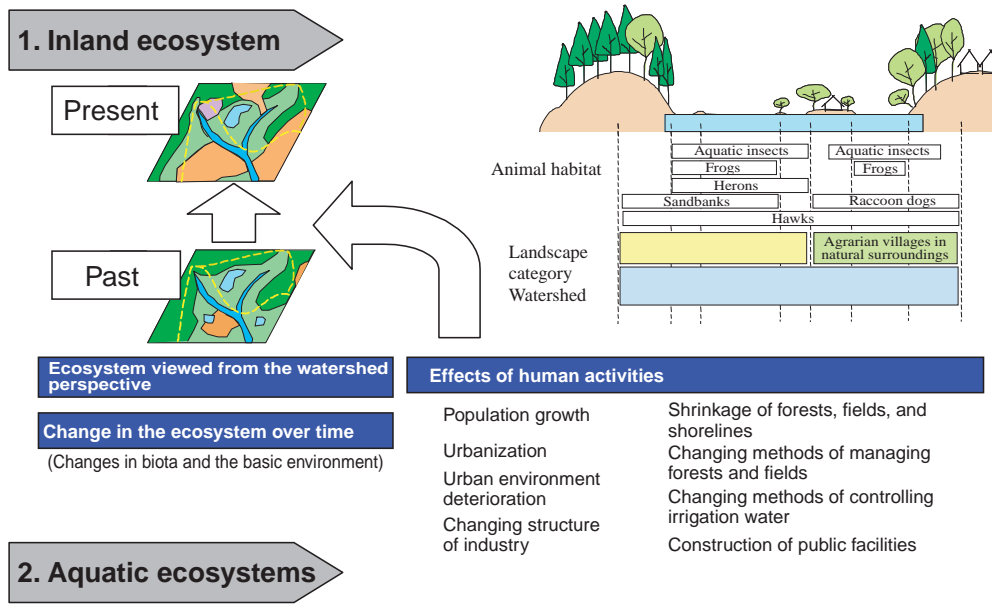 1. Inland ecosystem
Present
Past
Animal habitat
Aquatic insects
Aquatic insects
Frogs
Frogs
Herons
Sandbanks
Raccoon dogs
Hawks
Landscape
category
Watershed
Agrarian villages in
natural surroundings
Ecosystem viewed from the watershed
perspective
Change in the ecosystem over time
(Changes in biota and the basic environment)
Effects of human activities
Population growth
Urbanization
Urban environment
deterioration
Changing structure
of industry
Shrinkage of forests, fields, and
shorelines
Changing methods of managing
forests and fields
Changing methods of controlling
irrigation water
Construction of public facilities
2. Aquatic ecosystems